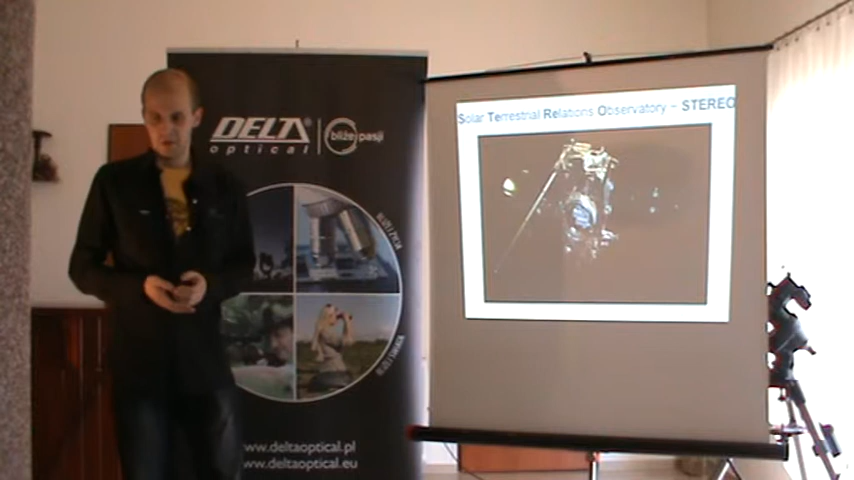 DELTA®
optical
bliżej pasji
Solar Terrestrial Relations Observatory – STEREO
www.deltaoptical.pl
www.deltaoptical.eu